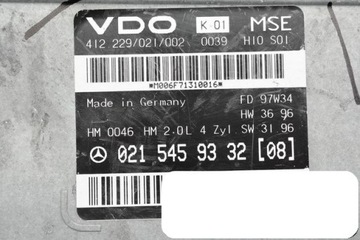 VDO K 01 MSE
412 229/021/002 0039 H10 S01
*M006F71310016*
Made in Germany FD 97W34
HW 36 96
HM 0046 HM 2.0L 4 Zyl SW 31 96
021 545 93 32 [08]